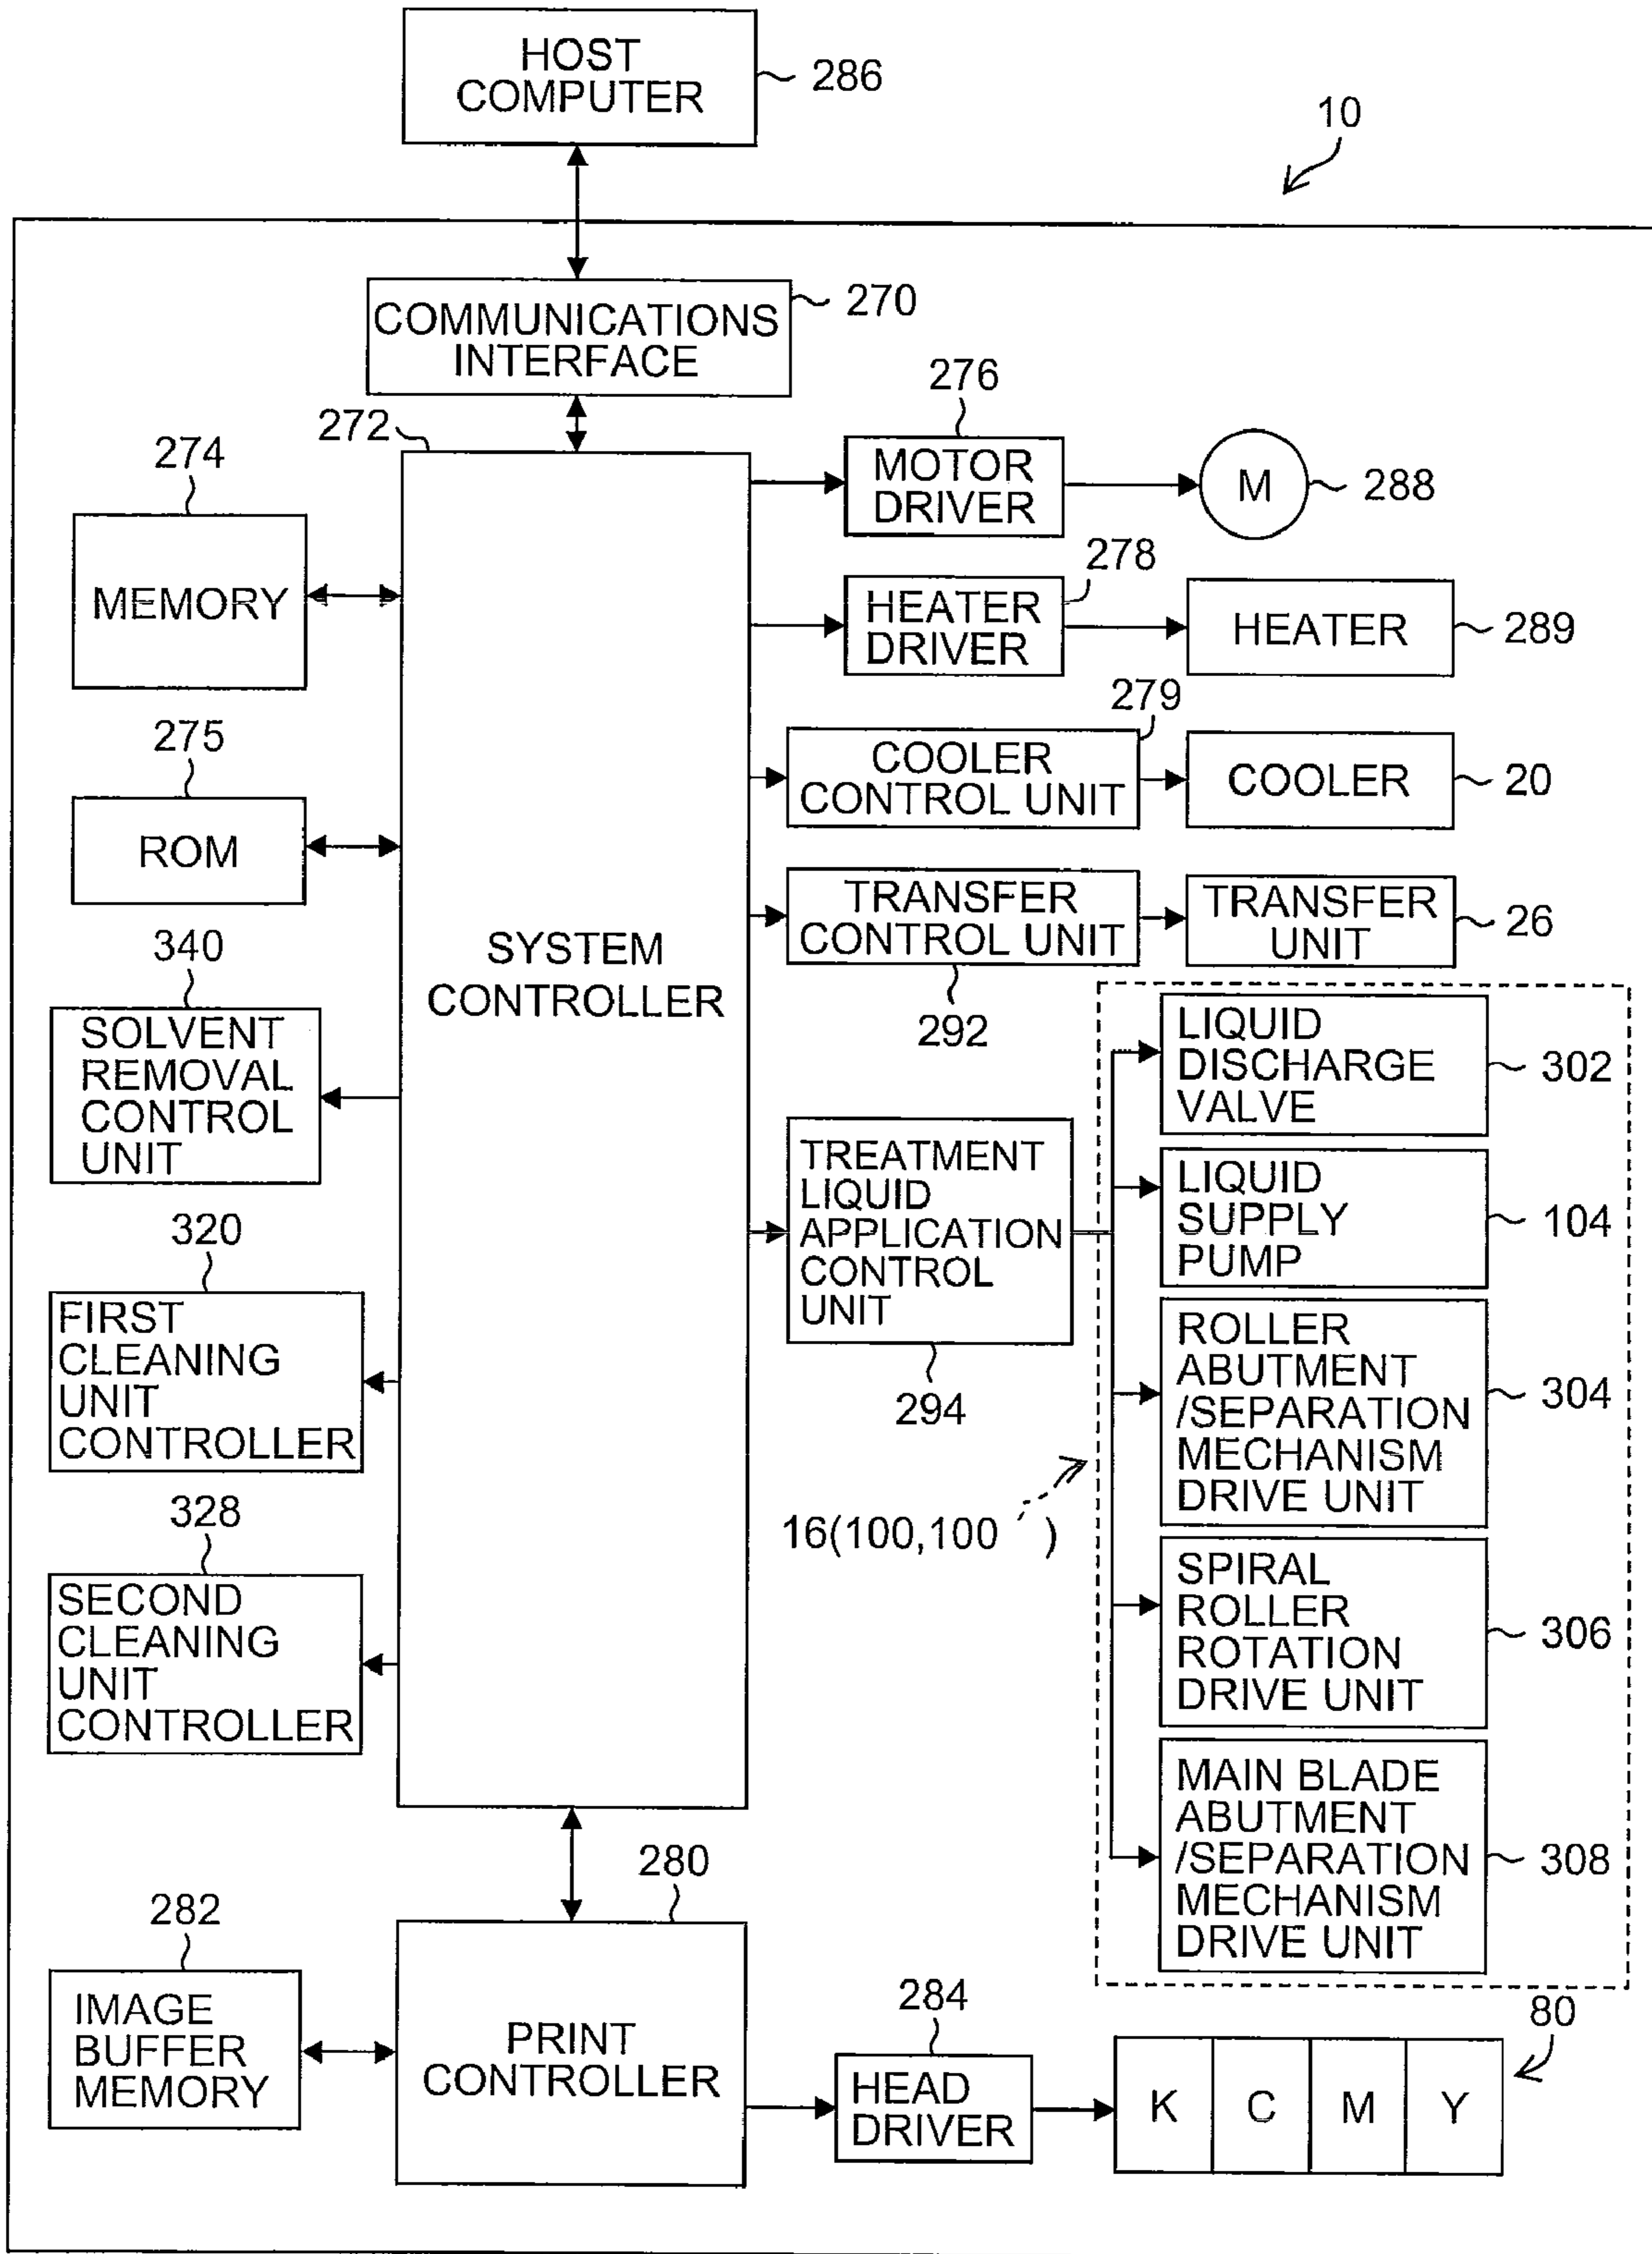 HOST
COMPUTER
286
10
COMMUNICATIONS
INTERFACE
270
272
SYSTEM
CONTROLLER
274
MEMORY
275
ROM
340
SOLVENT
REMOVAL
CONTROL
UNIT
320
FIRST
CLEANING
UNIT
CONTROLLER
328
SECOND
CLEANING
UNIT
CONTROLLER
276
MOTOR
DRIVER
M
288
278
HEATER
DRIVER
HEATER
289
279
COOLER
CONTROL UNIT
COOLER
20
TRANSFER
CONTROL UNIT
292
TRANSFER
UNIT
26
TREATMENT
LIQUID
APPLICATION
CONTROL
UNIT
294
16(100,100 )
LIQUID
DISCHARGE
VALVE
302
LIQUID
SUPPLY
PUMP
104
ROLLER
ABUTMENT
/SEPARATION
MECHANISM
DRIVE UNIT
304
SPIRAL
ROLLER
ROTATION
DRIVE UNIT
306
MAIN BLADE
ABUTMENT
/SEPARATION
MECHANISM
DRIVE UNIT
308
280
PRINT
CONTROLLER
282
IMAGE
BUFFER
MEMORY
284
HEAD
DRIVER
80
K C M Y